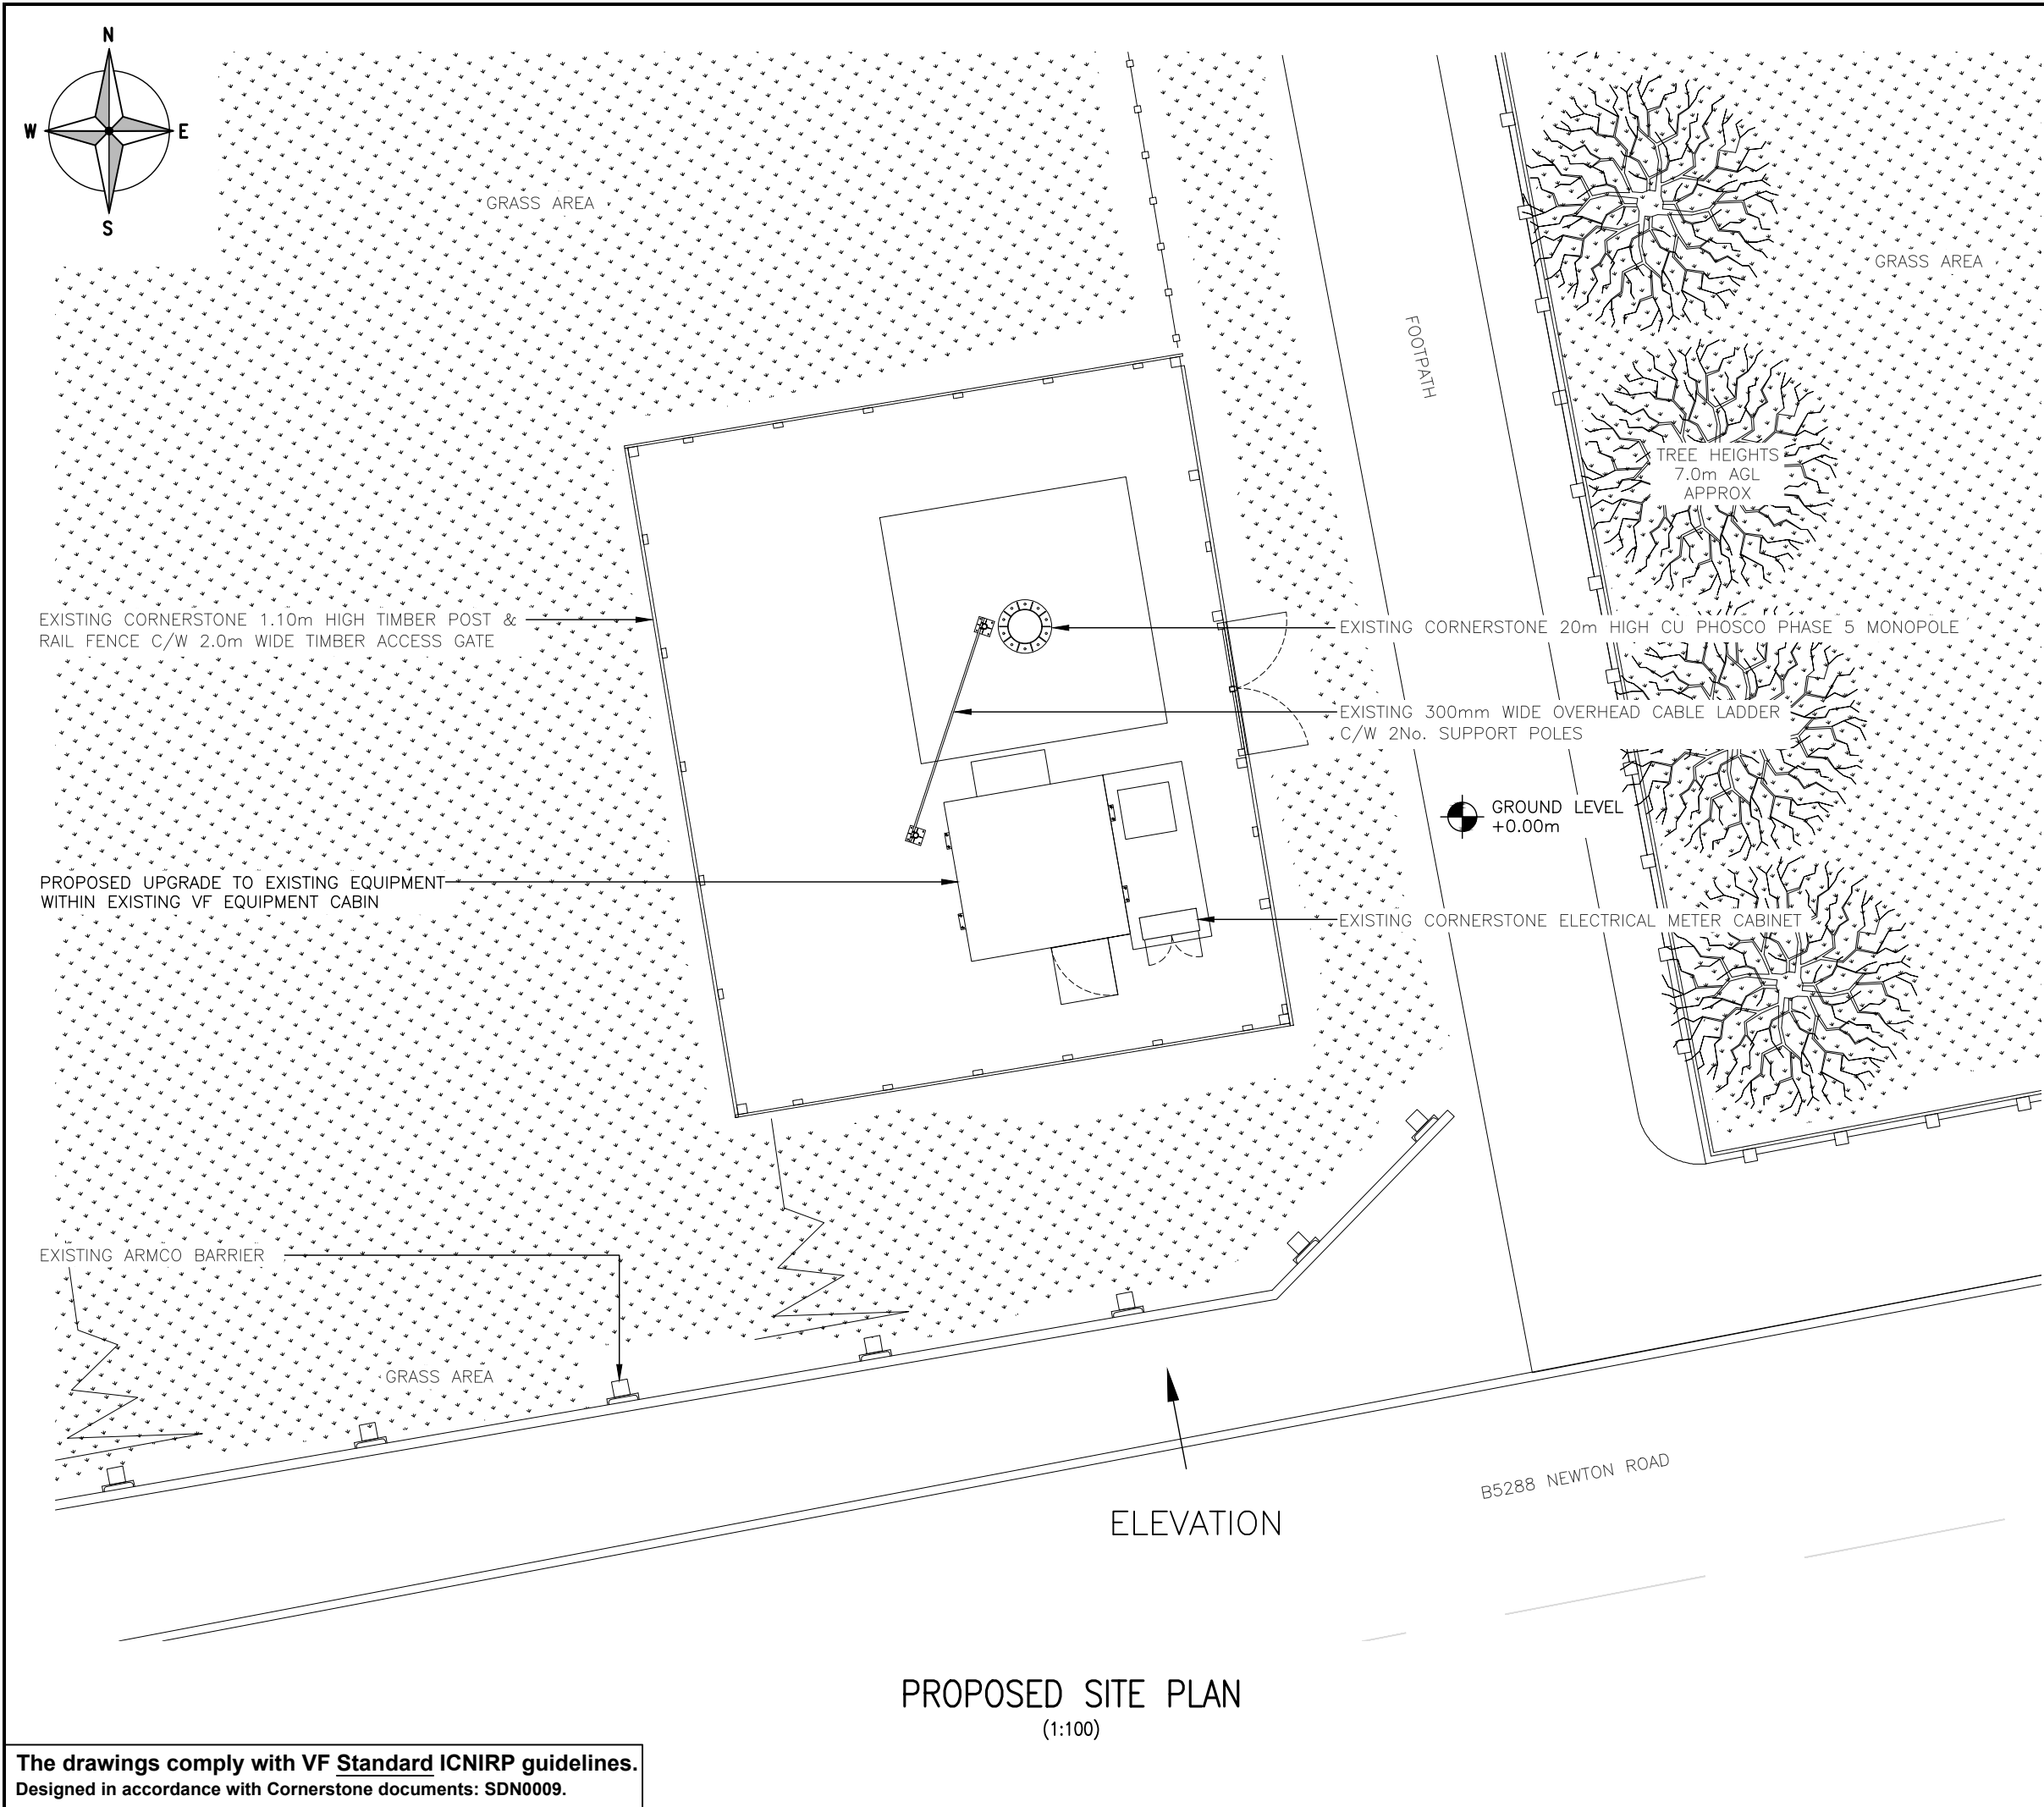 N
W E
S
GRASS AREA
GRASS AREA
FOOTPATH
TREE HEIGHTS
7.0m AGL
APPROX
EXISTING CORNERSTONE 1.10m HIGH TIMBER POST &
RAIL FENCE C/W 2.0m WIDE TIMBER ACCESS GATE
EXISTING CORNERSTONE 20m HIGH CU PHOSCO PHASE 5 MONOPOLE
EXISTING 300mm WIDE OVERHEAD CABLE LADDER
C/W 2No. SUPPORT POLES
GROUND LEVEL
+0.00m
PROPOSED UPGRADE TO EXISTING EQUIPMENT
WITHIN EXISTING VF EQUIPMENT CABIN
EXISTING CORNERSTONE ELECTRICAL METER CABINET
EXISTING ARMCO BARRIER
GRASS AREA
B5288 NEWTON ROAD
ELEVATION
PROPOSED SITE PLAN
(1:100)
The drawings comply with VF Standard ICNIRP guidelines.
Designed in accordance with Cornerstone documents: SDN0009.